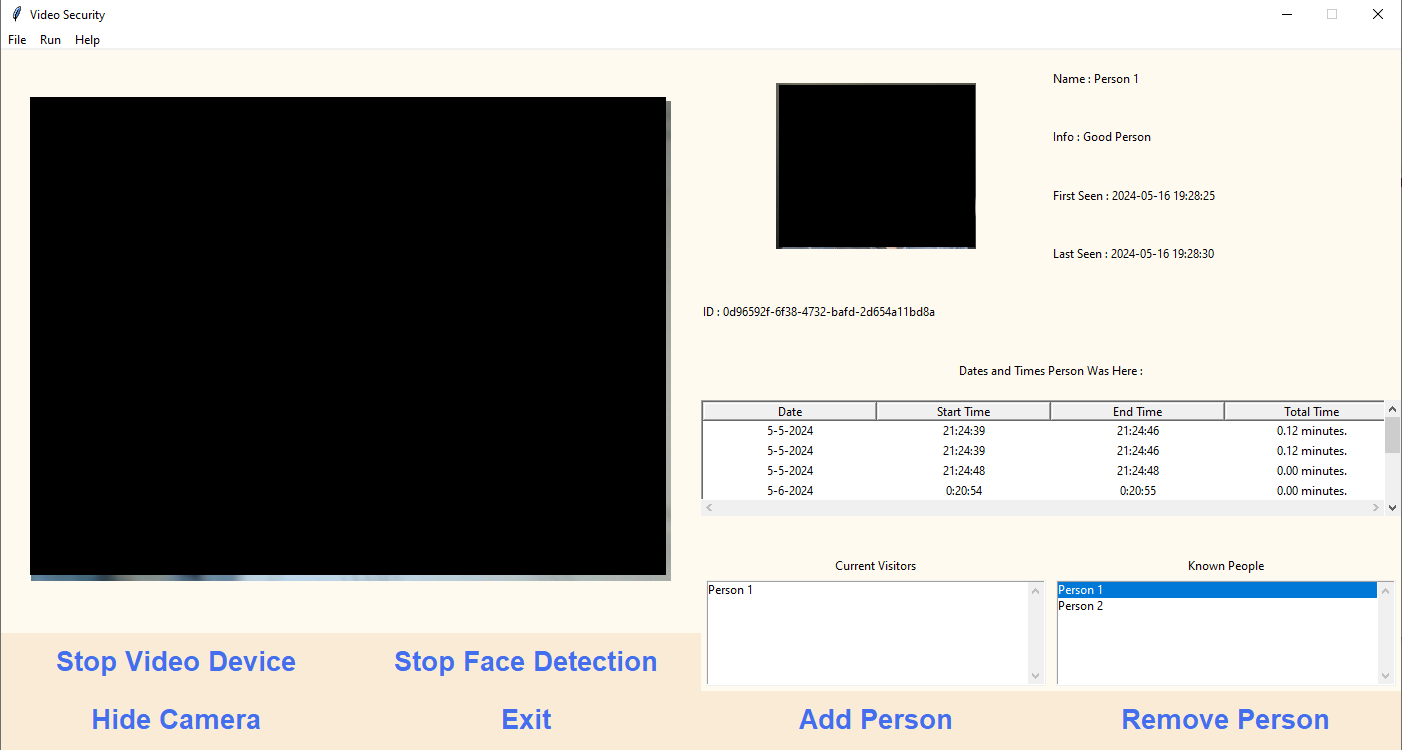 Video Security
File Run Help
Name : Person 1
Info : Good Person
First Seen : 2024-05-16 19:28:25
Last Seen : 2024-05-16 19:28:30
ID : 0d96592f-6f38-4732-bafd-2d654a11bd8a
Dates and Times Person Was Here :
Date Start Time End Time Total Time
5-5-2024 21:24:39 21:24:46 0.12 minutes.
5-5-2024 21:24:39 21:24:46 0.12 minutes.
5-5-2024 21:24:48 21:24:48 0.00 minutes.
5-6-2024 0:20:54 0:20:55 0.00 minutes.
Current Visitors Known People
Person 1 Person 1
Person 2
Stop Video Device Stop Face Detection
Hide Camera Exit Add Person Remove Person